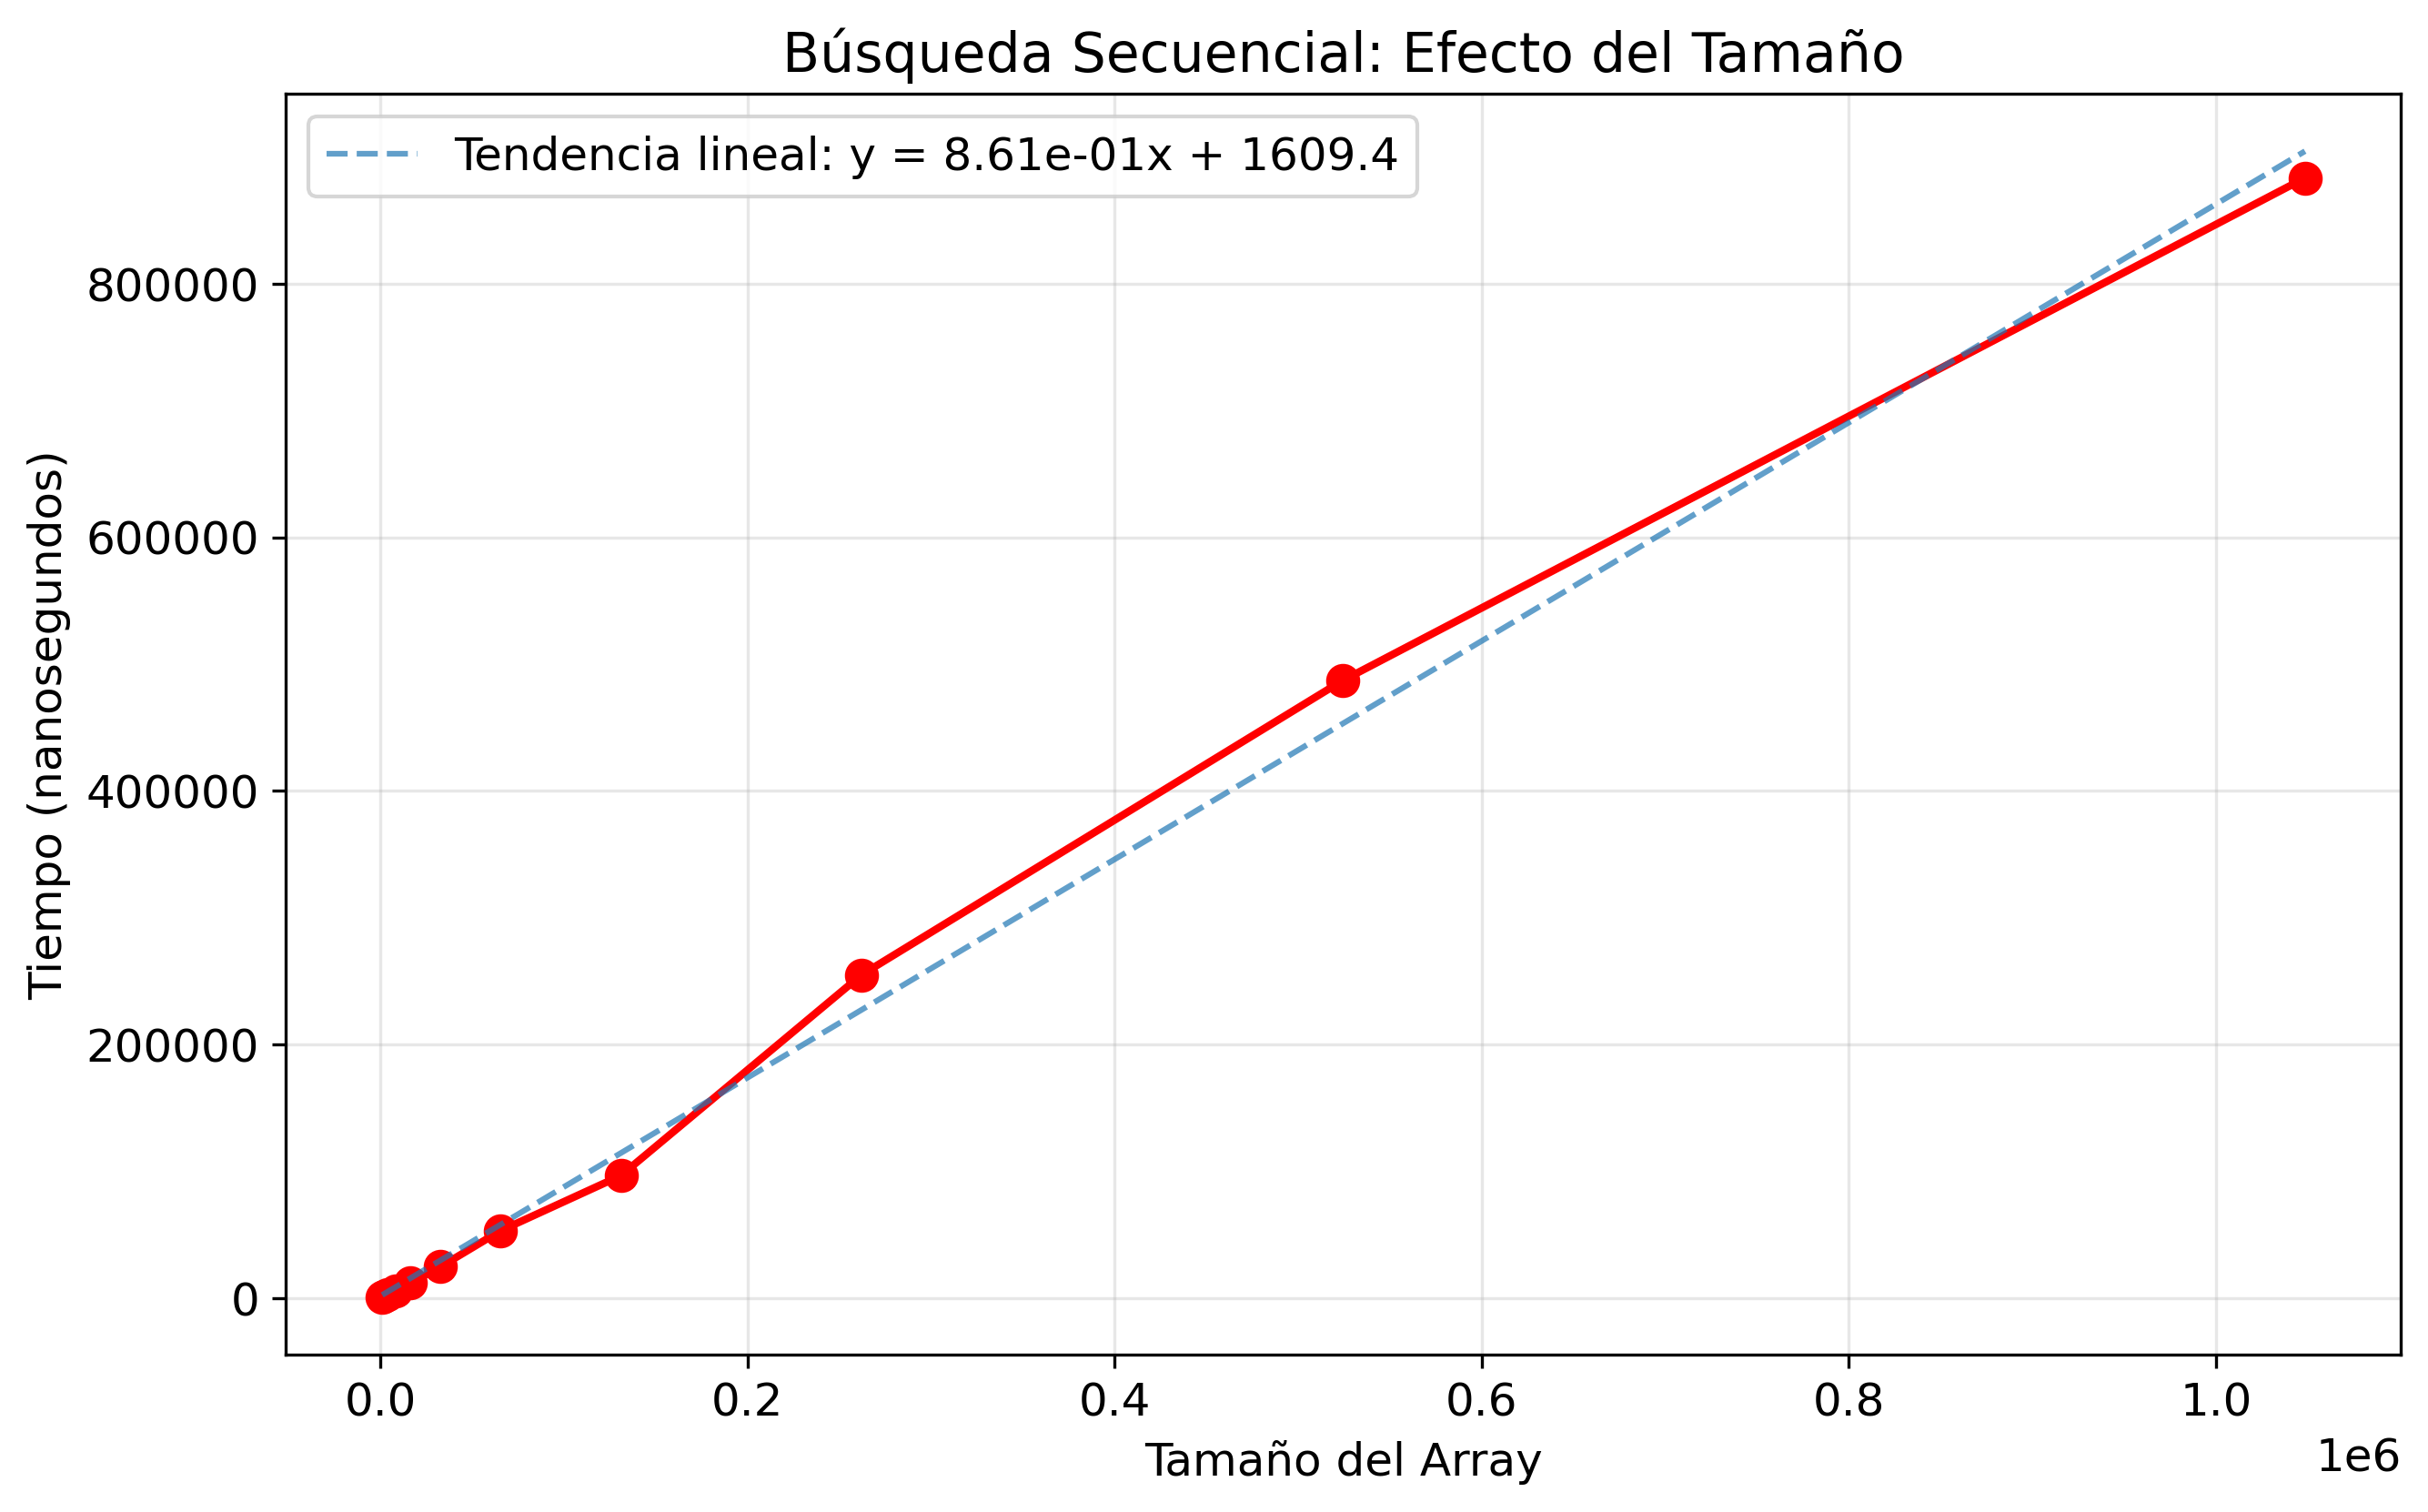 Búsqueda Secuencial: Efecto del Tamaño
Tendencia lineal: y = 8.61e-01x + 1609.4
Tiempo (nanosegundos)
800000
600000
400000
200000
0
0.0 0.2 0.4 0.6 0.8 1.0
1e6
Tamaño del Array